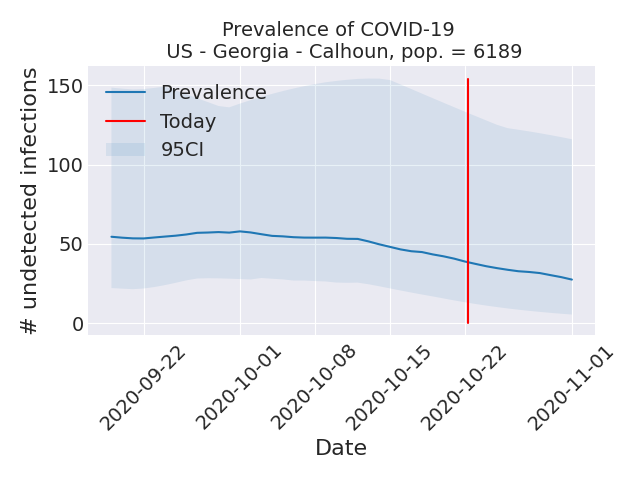 Prevalence of COVID-19
US - Georgia - Calhoun, pop. = 6189
# undetected infections
150
100
50
0
Prevalence
Today
95CI
2020-09-22
2020-10-01
2020-10-08
2020-10-15
2020-10-22
2020-11-01
Date